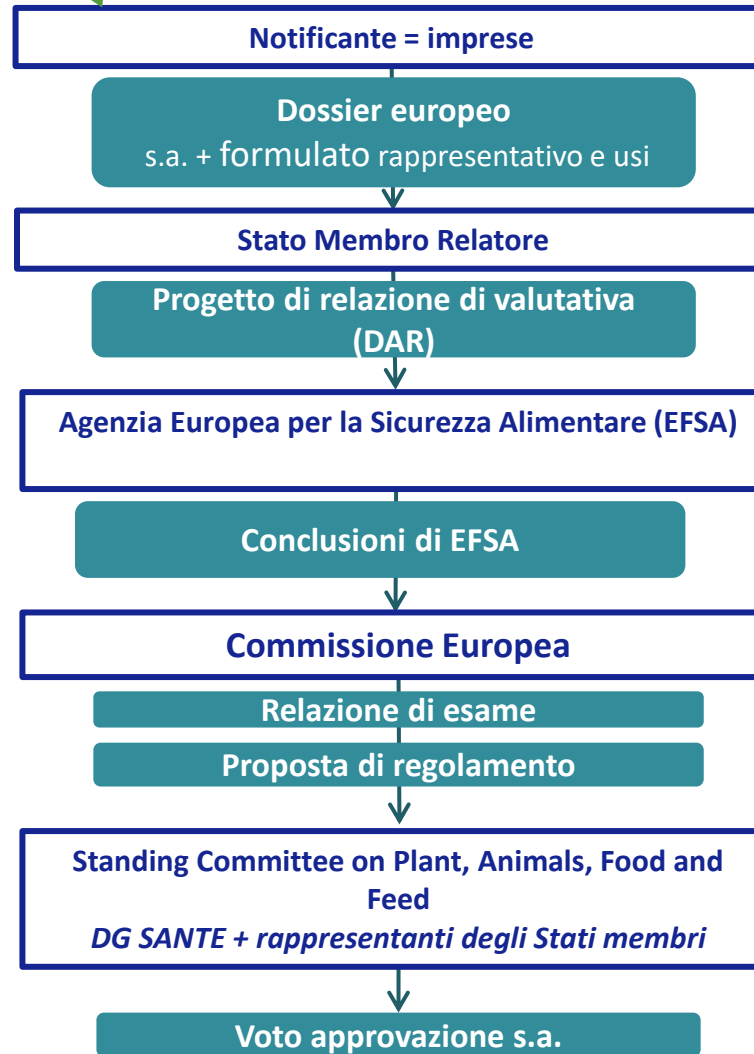 Notificante = imprese
Dossier europeo
s.a. + formulato rappresentativo e usi
Stato Membro Relatore
Progetto di relazione di valutativa
(DAR)
Agenzia Europea per la Sicurezza Alimentare (EFSA)
Conclusioni di EFSA
Commissione Europea
Relazione di esame
Proposta di regolamento
Standing Committee on Plant, Animals, Food and
Feed
DG SANTE + rappresentanti degli Stati membri
Voto approvazione s.a.